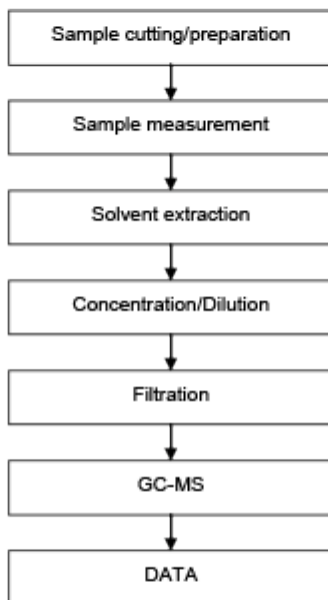 Sample cutting/preparation
Sample measurement
Solvent extraction
Concentration/Dilution
Filtration
GC-MS
DATA